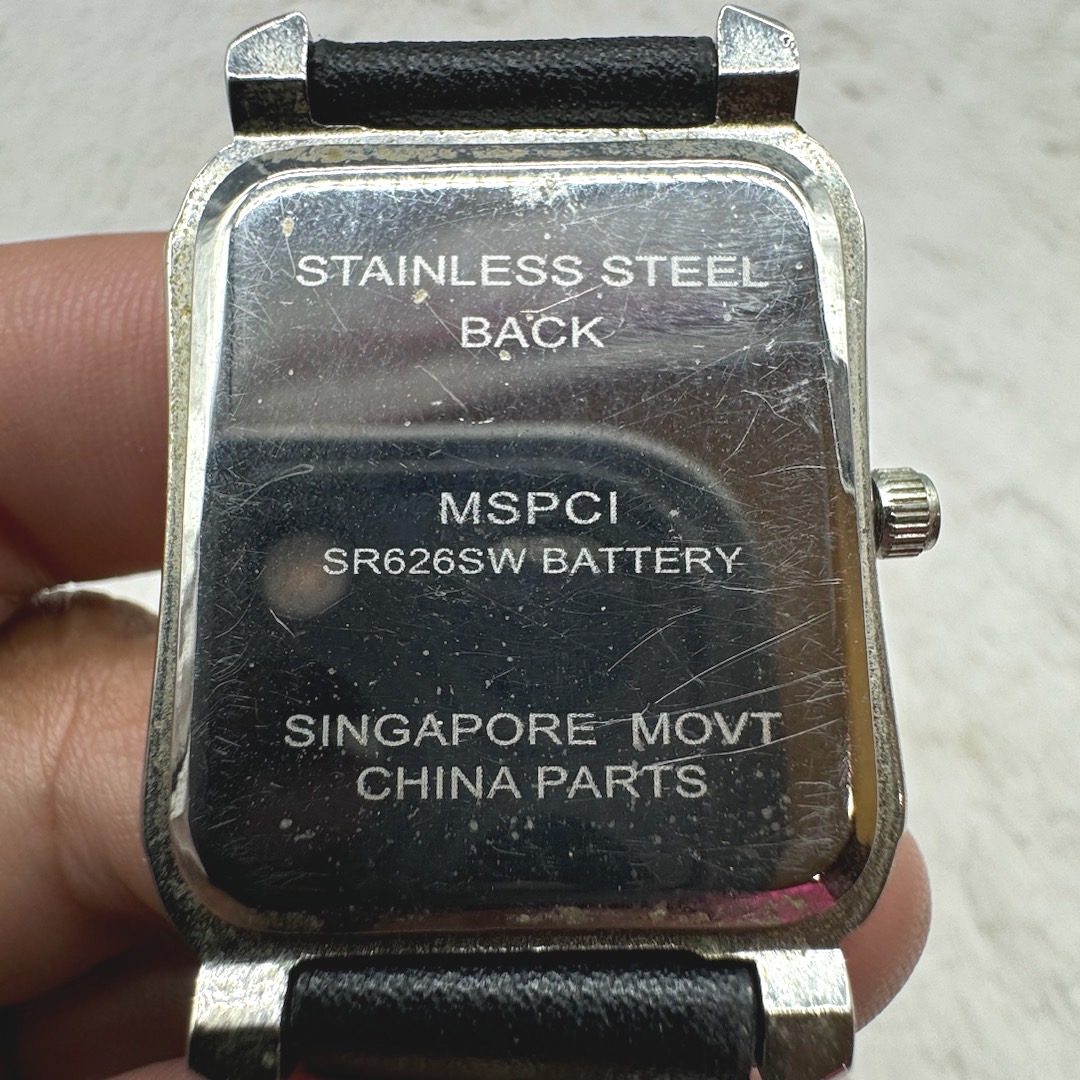 STAINLESS STEEL
BACK
MSPCI
SR626SW BATTERY
SINGAPORE MOVT
CHINA PARTS